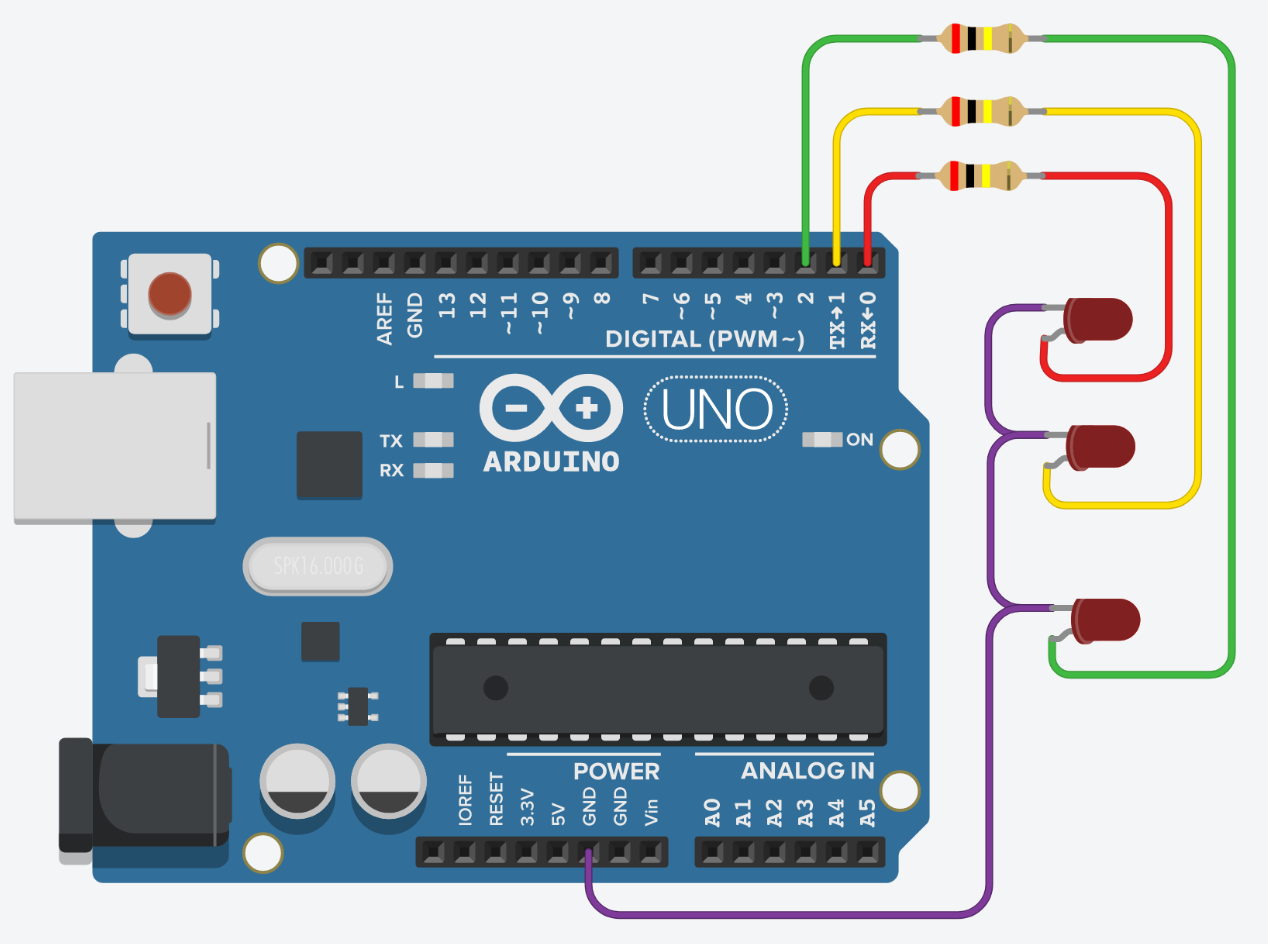 AREF
GND
13
12
~11
~10
~9
8
7
~6
~5
4
~3
2
TX→1
RX←0
DIGITAL (PWM ~)
L
TX
RX
UNO
ARDUINO
ON
SPK16.000G
POWER
ANALOG IN
IOREF
RESET
3.3V
5V
GND
GND
Vin
A0
A1
A2
A3
A4
A5